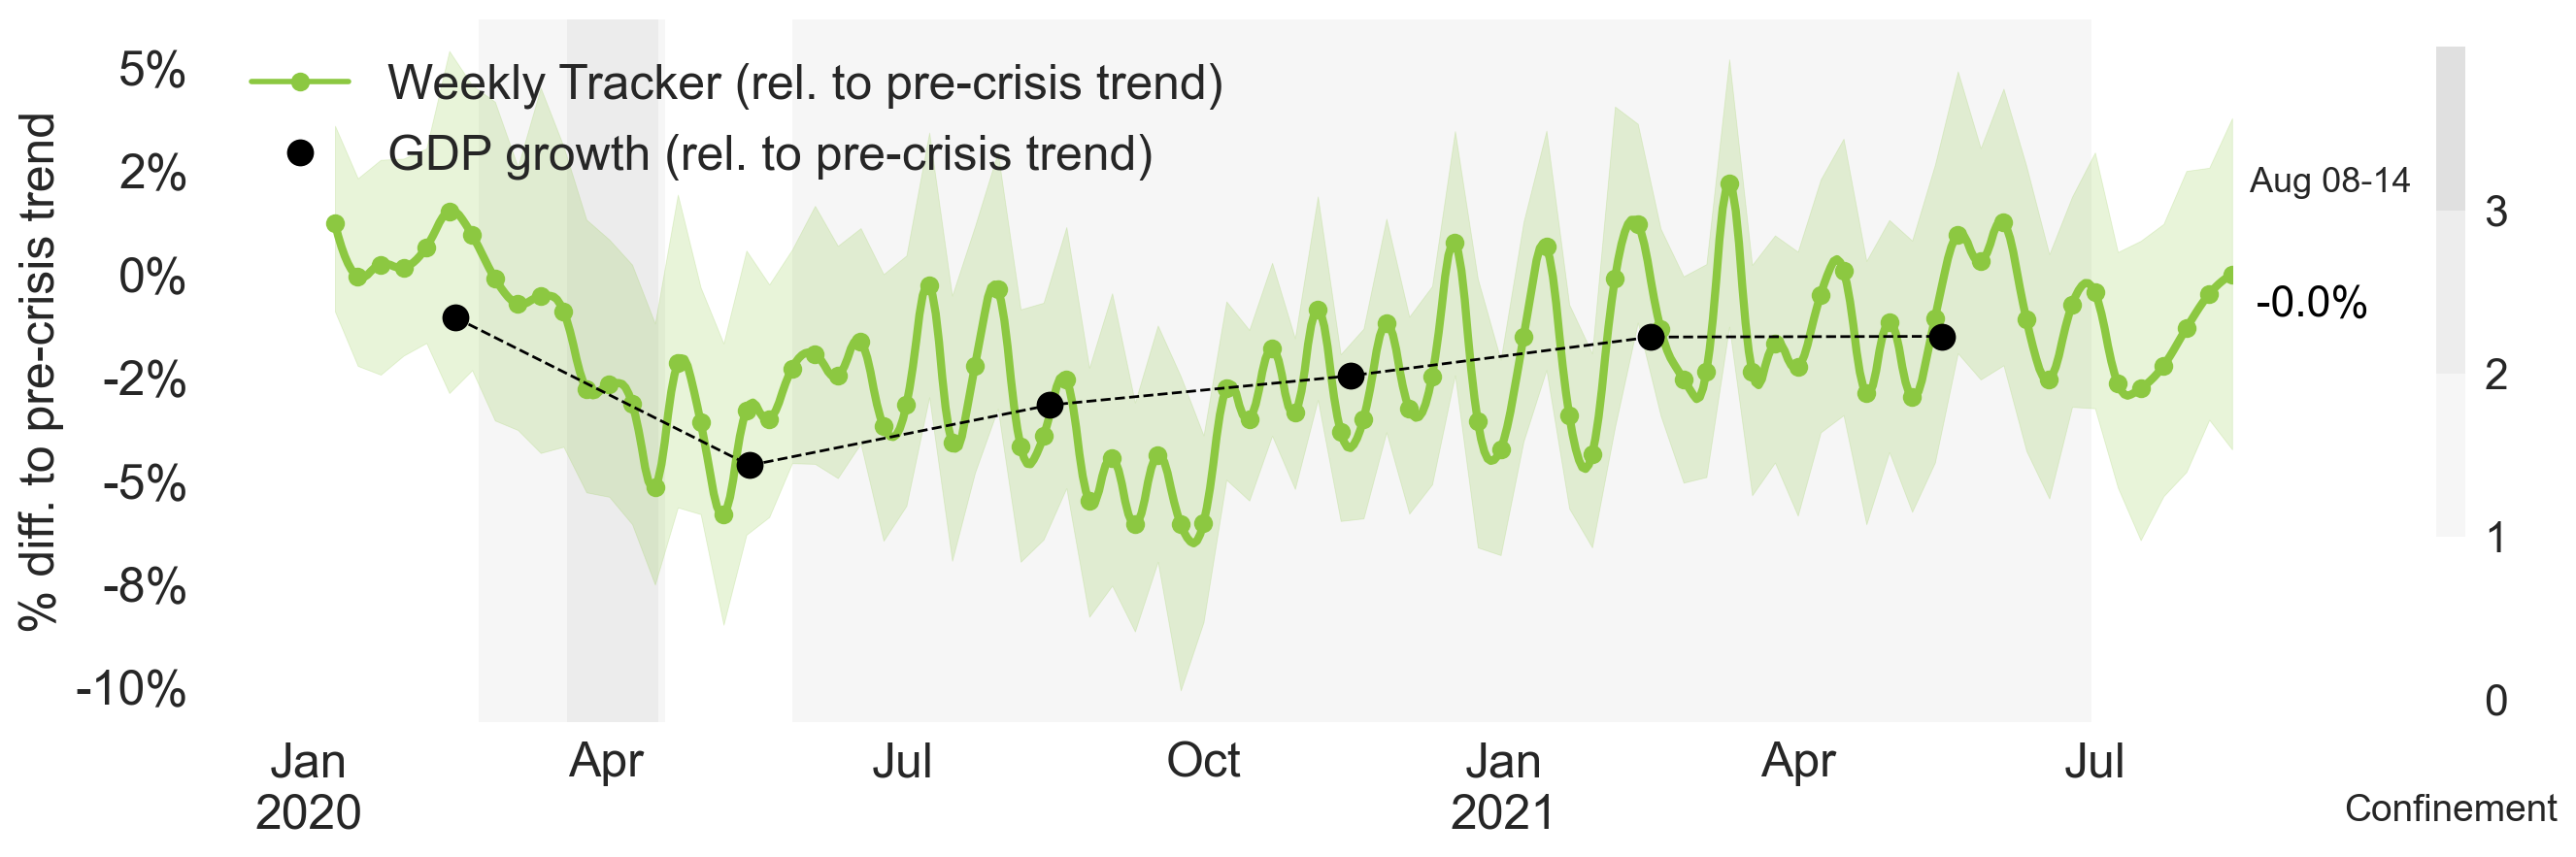 % diff. to pre-crisis trend
5%
2%
0%
-2%
-5%
-8%
-10%
Weekly Tracker (rel. to pre-crisis trend)
GDP growth (rel. to pre-crisis trend)
Aug 08-14
-0.0%
3
2
1
0
Jan Apr Jul Oct Jan Apr Jul
2020 2021
Confinement